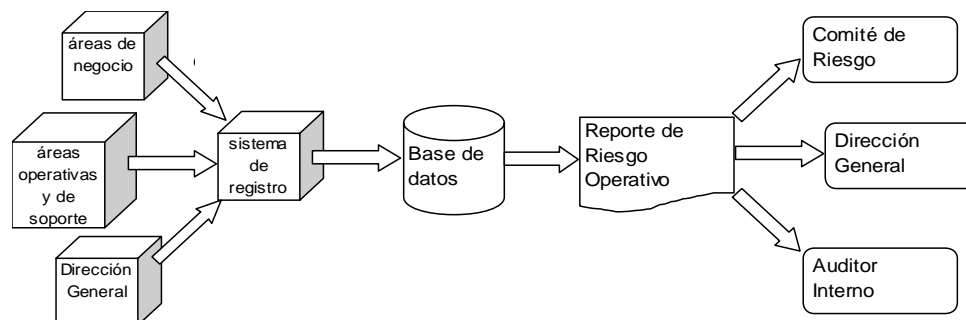 áreas de
negocio
áreas
operativas
y de
soporte
Dirección
General
sistema
de
registro
Base de
datos
Reporte de
Riesgo
Operativo
Comité de
Riesgo
Dirección
General
Auditor
Interno